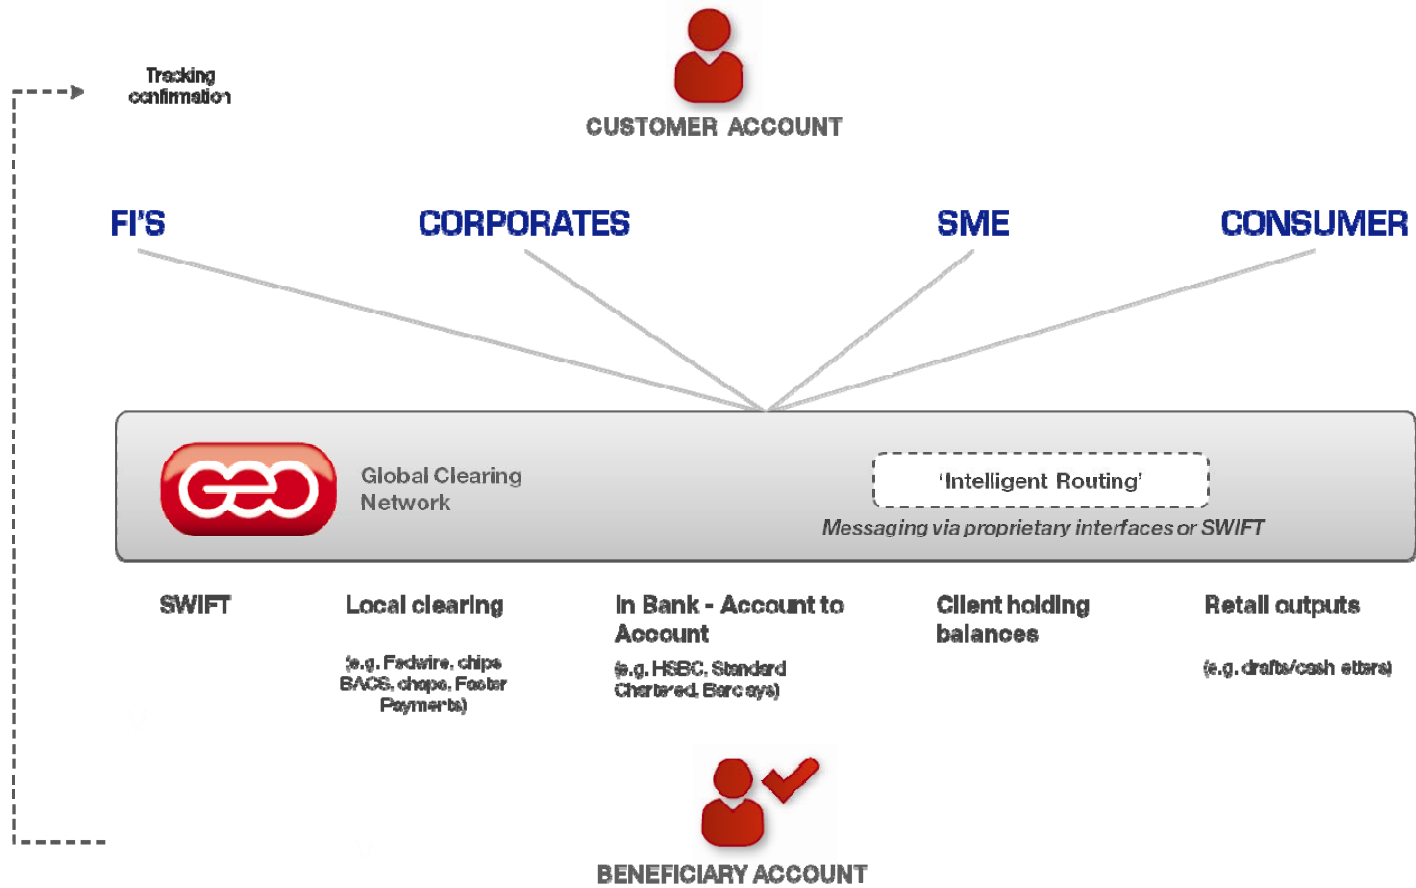 Tracking
confirmation
CUSTOMER ACCOUNT
FI'S
CORPORATES
SME
CONSUMER
GEO
Global Clearing
Network
'Intelligent Routing'
Messaging via proprietary interfaces or SWIFT
SWIFT
Local clearing
(e.g. Fedwire, chips
BACS, chaps, Faster
Payments)
In Bank - Account to
Account
(e.g. HSBC, Standard
Chartered, Barclays)
Client holding
balances
Retail outputs
(e.g. drafts/cash etters)
BENEFICIARY ACCOUNT